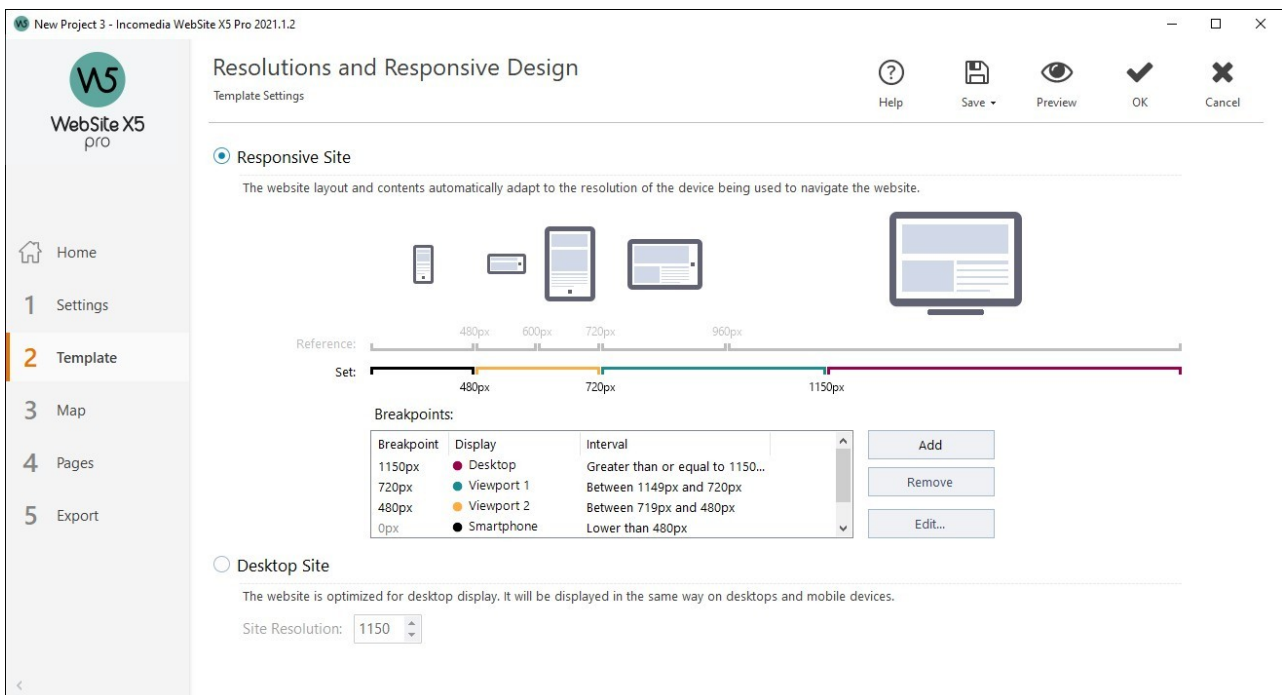 New Project 3 - Incomedia WebSite X5 Pro 2021.1.2
W5
WebSite X5
pro
Home
1 Settings
2 Template
3 Map
4 Pages
5 Export
Resolutions and Responsive Design
Template Settings
Help Save Preview OK Cancel
Responsive Site
The website layout and contents automatically adapt to the resolution of the device being used to navigate the website.
480px 600px 720px 960px
Reference:
Set:
480px 720px 1150px
Breakpoints:
Breakpoint Display Interval
1150px Desktop Greater than or equal to 1150...
720px Viewport 1 Between 1149px and 720px
480px Viewport 2 Between 719px and 480px
0px Smartphone Lower than 480px
Add
Remove
Edit...
Desktop Site
The website is optimized for desktop display. It will be displayed in the same way on desktops and mobile devices.
Site Resolution: 1150